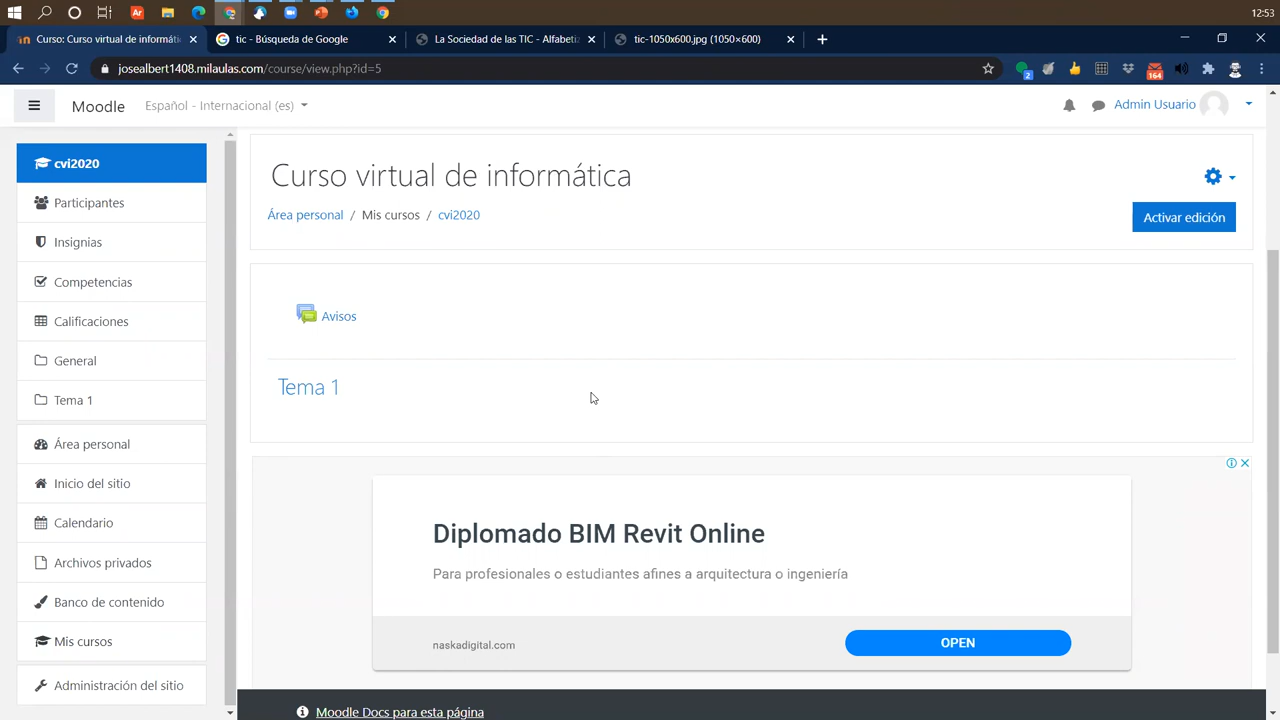 12:53
Curso: Curso virtual de informáti
tic - Búsqueda de Google
La Sociedad de las TIC - Alfabeti
tic-1050x600.jpg (1050×600)
josealbert1408.milaulas.com/course/view.php?id=5
2
164
Moodle
Español - Internacional (es)
Admin Usuario
cvi2020
Participantes
Insignias
Competencias
Calificaciones
General
Tema 1
Área personal
Inicio del sitio
Calendario
Archivos privados
Banco de contenido
Mis cursos
Administración del sitio
Curso virtual de informática
Área personal / Mis cursos / cvi2020
Activar edición
Avisos
Tema 1
Diplomado BIM Revit Online
Para profesionales o estudiantes afines a arquitectura o ingeniería
naskadigital.com
OPEN
Moodle Docs para esta página